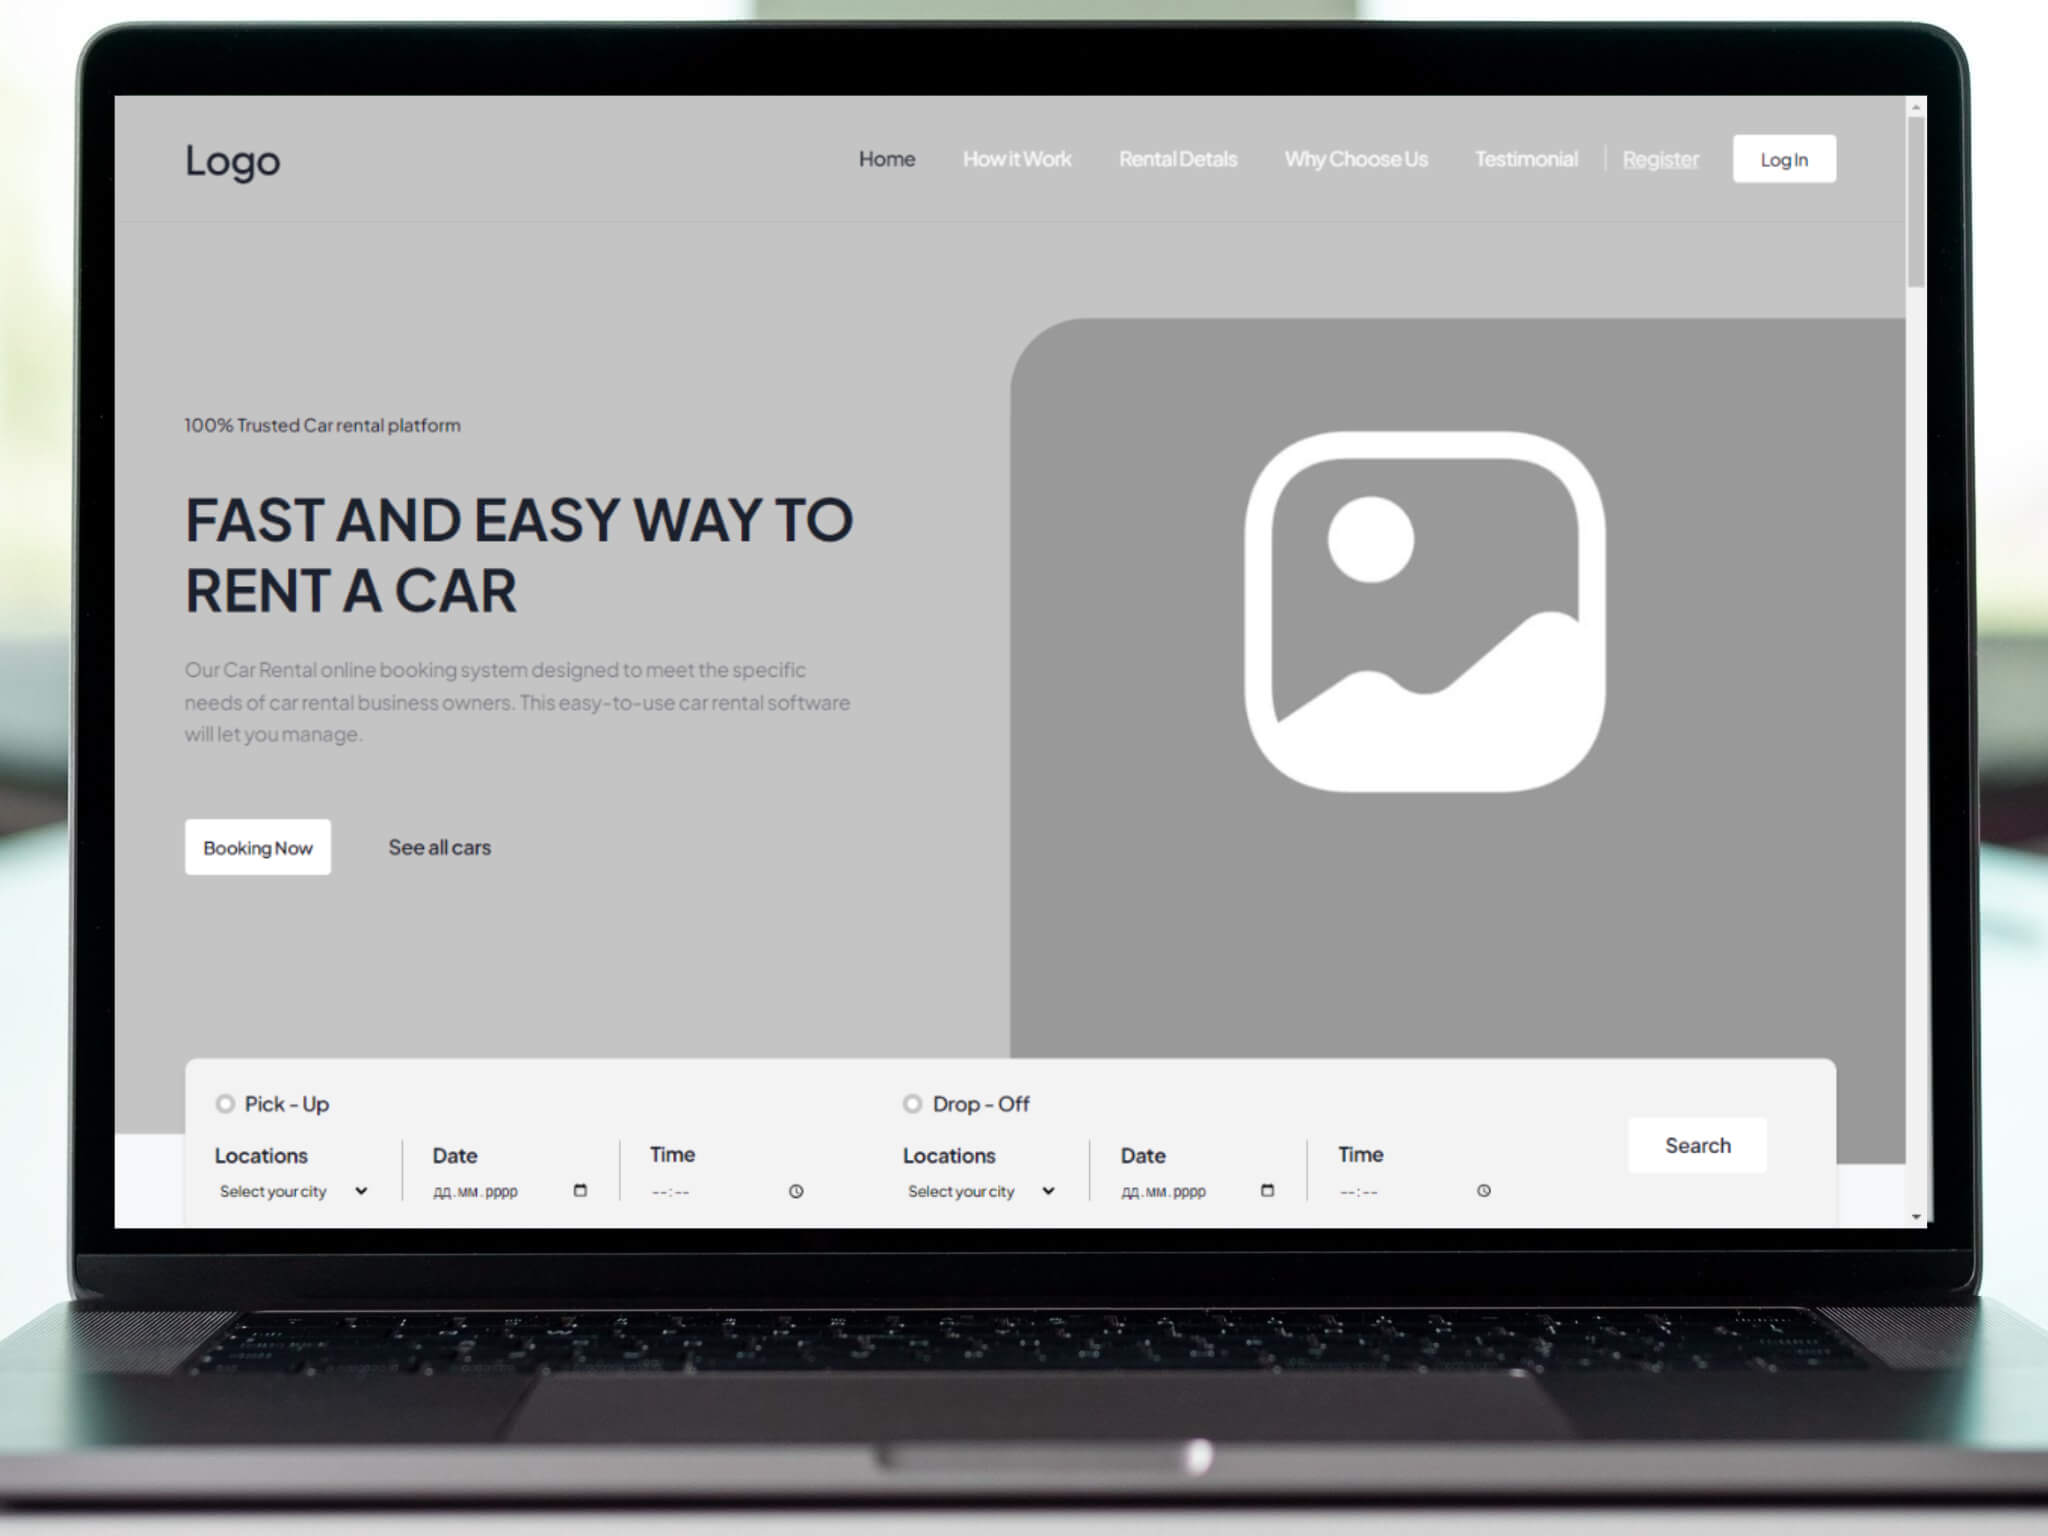 Logo
Home How it Work Rental Detals Why Choose Us Testimonial Register Log In
100% Trusted Car rental platform
FAST AND EASY WAY TO
RENT A CAR
Our Car Rental online booking system designed to meet the specific
needs of car rental business owners. This easy-to-use car rental software
will let you manage.
Booking Now See all cars
Pick - Up Drop - Off
Locations Date Time Locations Date Time Search
Select your city дд.мм.рррр --:-- Select your city дд.мм.рррр --:--